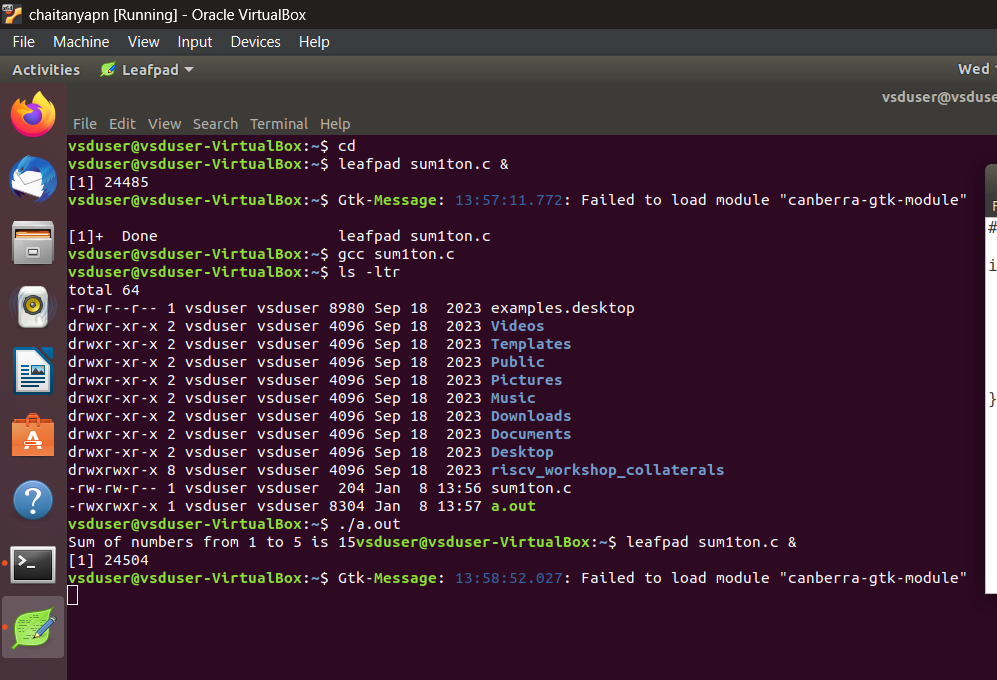 chaitanyapn [Running] - Oracle VirtualBox
File Machine View Input Devices Help
Activities Leafpad Wed
vsduser@vsduse
File Edit View Search Terminal Help
vsduser@vsduser-VirtualBox:~$ cd
vsduser@vsduser-VirtualBox:~$ leafpad sum1ton.c &
[1] 24485
vsduser@vsduser-VirtualBox:~$ Gtk-Message: 13:57:11.772: Failed to load module "canberra-gtk-module"
[1]+  Done                    leafpad sum1ton.c
vsduser@vsduser-VirtualBox:~$ gcc sum1ton.c
vsduser@vsduser-VirtualBox:~$ ls -ltr
total 64
-rw-r--r-- 1 vsduser vsduser 8980 Sep 18  2023 examples.desktop
drwxr-xr-x 2 vsduser vsduser 4096 Sep 18  2023 Videos
drwxr-xr-x 2 vsduser vsduser 4096 Sep 18  2023 Templates
drwxr-xr-x 2 vsduser vsduser 4096 Sep 18  2023 Public
drwxr-xr-x 2 vsduser vsduser 4096 Sep 18  2023 Pictures
drwxr-xr-x 2 vsduser vsduser 4096 Sep 18  2023 Music
drwxr-xr-x 2 vsduser vsduser 4096 Sep 18  2023 Downloads
drwxr-xr-x 2 vsduser vsduser 4096 Sep 18  2023 Documents
drwxr-xr-x 2 vsduser vsduser 4096 Sep 18  2023 Desktop
drwxrwxr-x 8 vsduser vsduser 4096 Sep 18  2023 riscv_workshop_collaterals
-rw-rw-r-- 1 vsduser vsduser  204 Jan  8 13:56 sum1ton.c
-rwxrwxr-x 1 vsduser vsduser 8304 Jan  8 13:57 a.out
vsduser@vsduser-VirtualBox:~$ ./a.out
Sum of numbers from 1 to 5 is 15vsduser@vsduser-VirtualBox:~$ leafpad sum1ton.c &
[1] 24504
vsduser@vsduser-VirtualBox:~$ Gtk-Message: 13:58:52.027: Failed to load module "canberra-gtk-module"
#
i
}